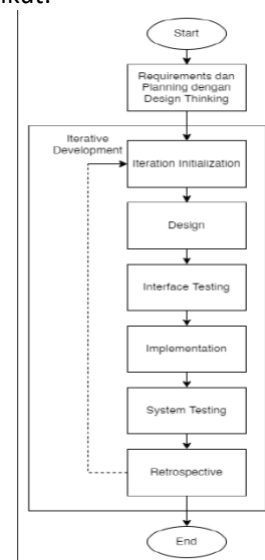 Start
Requirements dan
Planning dengan
Design Thinking
Iterative
Development
Iteration Initialization
Design
Interface Testing
Implementation
System Testing
Retrospective
End